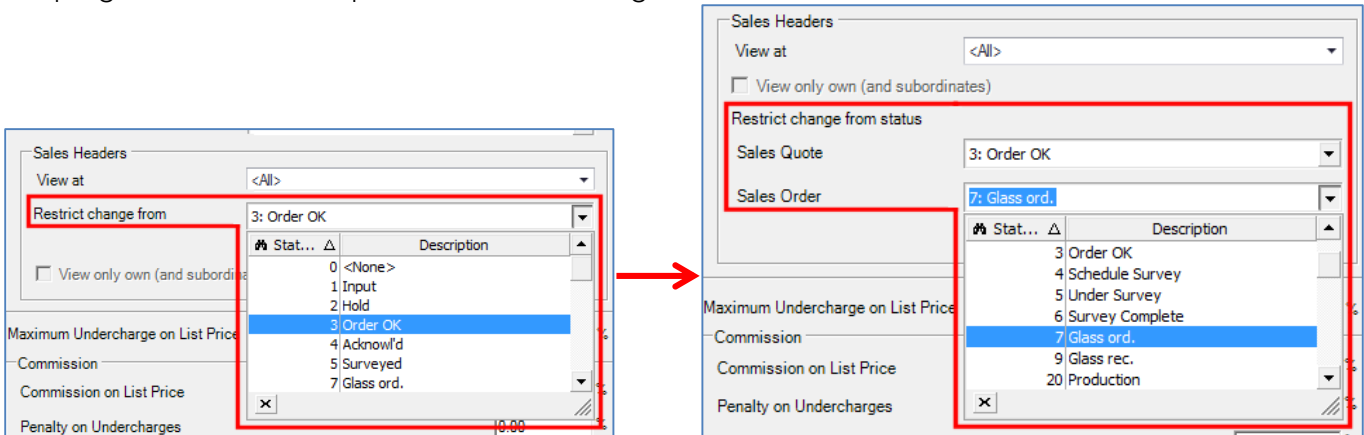 Sales Headers
View at <All>
Restrict change from 3: Order OK
Stat... Description
0 <None>
1 Input
2 Hold
3 Order OK
4 Acknowl'd
5 Surveyed
7 Glass ord.
View only own (and subordina
Maximum Undercharge on List Price %
Commission
Commission on List Price %
Penalty on Undercharges 0.00 %
Sales Headers
View at <All>
View only own (and subordinates)
Restrict change from status
Sales Quote 3: Order OK
Sales Order 7: Glass ord.
Stat... Description
3 Order OK
4 Schedule Survey
5 Under Survey
6 Survey Complete
7 Glass ord.
9 Glass rec.
20 Production
Maximum Undercharge on List Price %
Commission
Commission on List Price %
Penalty on Undercharges %